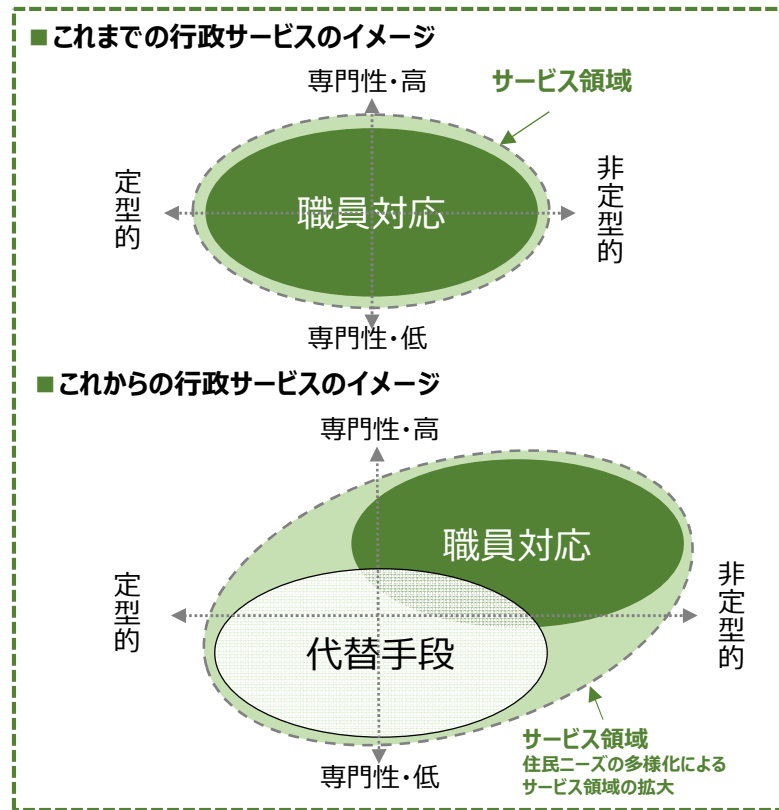 ■これまでの行政サービスのイメージ
専門性・高
サービス領域
定型的
職員対応
非定型的
専門性・低
■これからの行政サービスのイメージ
専門性・高
職員対応
定型的
非定型的
代替手段
専門性・低
サービス領域
住民ニーズの多様化による
サービス領域の拡大